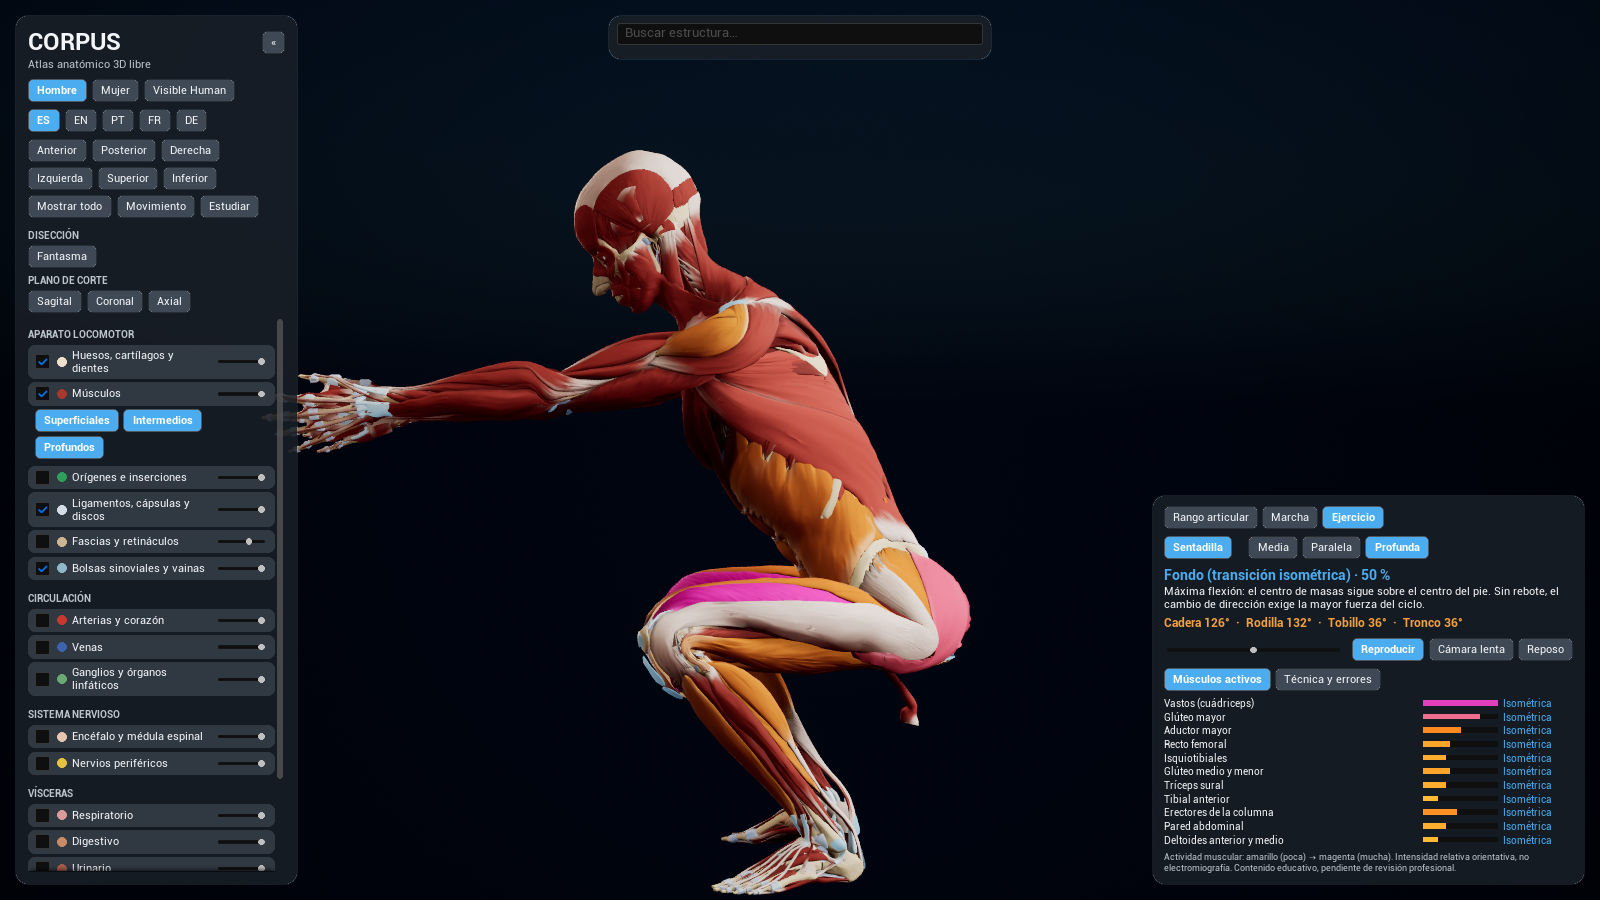 CORPUS
«
Atlas anatómico 3D libre
Hombre Mujer Visible Human
ES EN PT FR DE
Anterior Posterior Derecha
Izquierda Superior Inferior
Mostrar todo Movimiento Estudiar
DISECCIÓN
Fantasma
PLANO DE CORTE
Sagital Coronal Axial
APARATO LOCOMOTOR
Huesos, cartílagos y
dientes
Músculos
Superficiales Intermedios
Profundos
Orígenes e inserciones
Ligamentos, cápsulas y
discos
Fascias y retináculos
Bolsas sinoviales y vainas
CIRCULACIÓN
Arterias y corazón
Venas
Ganglios y órganos
linfáticos
SISTEMA NERVIOSO
Encéfalo y médula espinal
Nervios periféricos
VÍSCERAS
Respiratorio
Digestivo
Urinario
Buscar estructura...
Rango articular Marcha Ejercicio
Sentadilla Media Paralela Profunda
Fondo (transición isométrica) · 50 %
Máxima flexión: el centro de masas sigue sobre el centro del pie. Sin rebote, el
cambio de dirección exige la mayor fuerza del ciclo.
Cadera 126° · Rodilla 132° · Tobillo 36° · Tronco 36°
Reproducir Cámara lenta Reposo
Músculos activos Técnica y errores
Vastos (cuádriceps) Isométrica
Glúteo mayor Isométrica
Aductor mayor Isométrica
Recto femoral Isométrica
Isquiotibiales Isométrica
Glúteo medio y menor Isométrica
Tríceps sural Isométrica
Tibial anterior Isométrica
Erectores de la columna Isométrica
Pared abdominal Isométrica
Deltoides anterior y medio Isométrica
Actividad muscular: amarillo (poca) → magenta (mucha). Intensidad relativa orientativa, no
electromiografía. Contenido educativo, pendiente de revisión profesional.